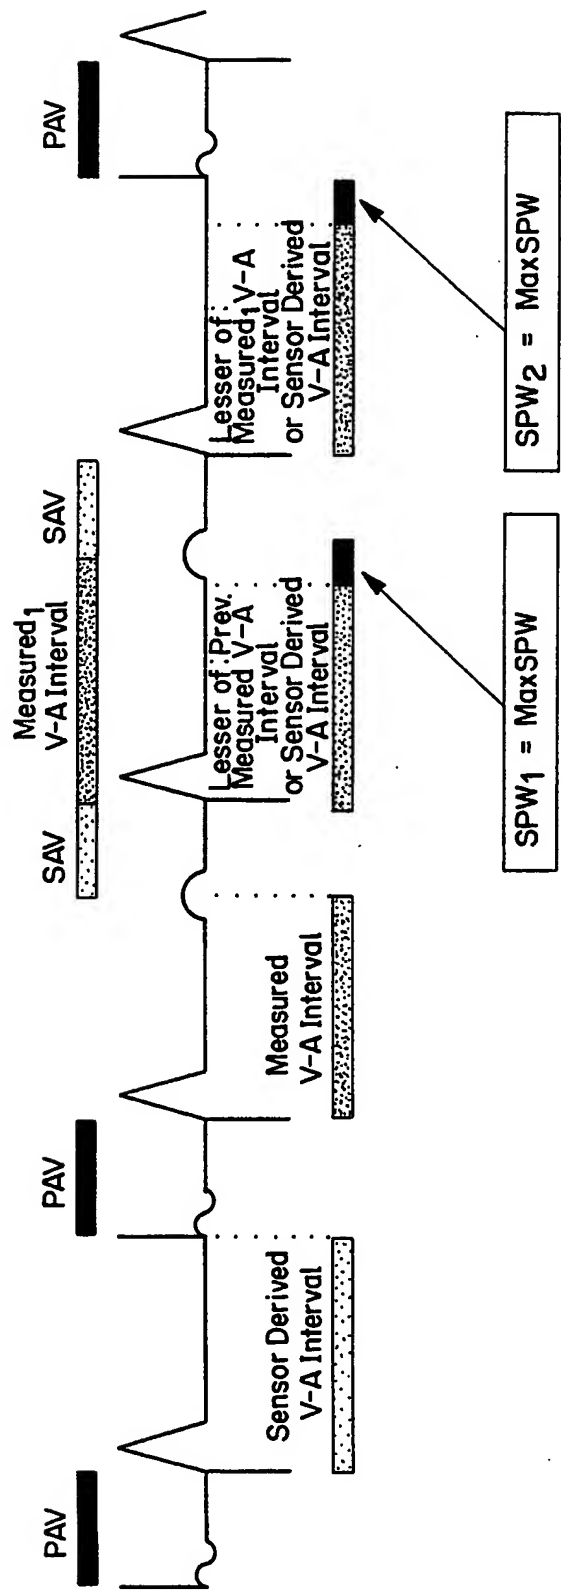 PAV
PAV
SAV
Measured1
V-A Interval
SAV
PAV
Sensor Derived
V-A Interval
Measured
V-A Interval
Lesser of Prev.
Measured V-A
Interval
or Sensor Derived
V-A Interval
Lesser of
Measured1 V-A
Interval
or Sensor Derived
V-A Interval
SPW1 = MaxSPW
SPW2 = MaxSPW